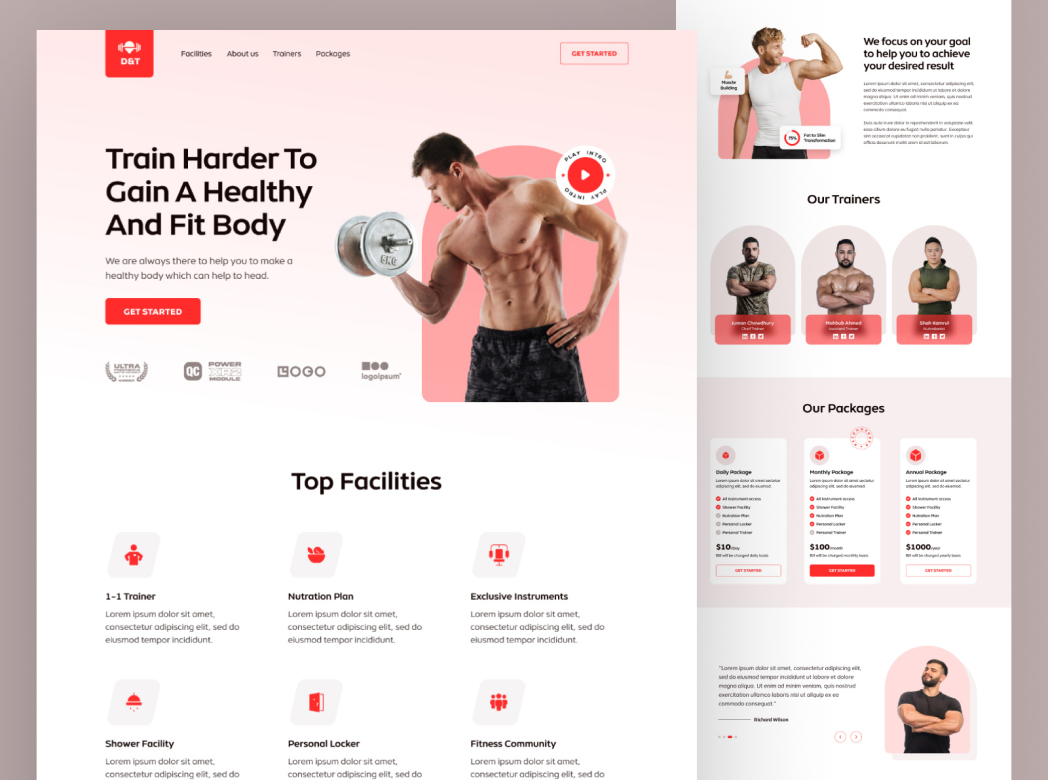 D&T
Facilities
About us
Trainers
Packages
GET STARTED
Train Harder To
Gain A Healthy
And Fit Body
We are always there to help you to make a
healthy body which can help to head.
GET STARTED
PLAY INTRO
PLAY INTRO
6KG
ULTRA
QC
POWER
XR2
MODULE
LOGO
logoipsum
Top Facilities
1-1 Trainer
Lorem ipsum dolor sit amet,
consectetur adipiscing elit, sed do
eiusmod tempor incididunt.
Nutration Plan
Lorem ipsum dolor sit amet,
consectetur adipiscing elit, sed do
eiusmod tempor incididunt.
Exclusive Instruments
Lorem ipsum dolor sit amet,
consectetur adipiscing elit, sed do
eiusmod tempor incididunt.
Shower Facility
Lorem ipsum dolor sit amet,
consectetur adipiscing elit, sed do
Personal Locker
Lorem ipsum dolor sit amet,
consectetur adipiscing elit, sed do
Fitness Community
Lorem ipsum dolor sit amet,
consectetur adipiscing elit, sed do
Muscle
Building
75%
Fat to Slim
Transformation
We focus on your goal
to help you to achieve
your desired result
Lorem ipsum dolor sit amet, consectetur adipiscing elit,
sed do eiusmod tempor incididunt ut labore et dolore
magna aliqua. Ut enim ad minim veniam, quis nostrud
exercitation ullamco laboris nisi ut aliquip ex ea
commodo consequat.
Duis aute irure dolor in reprehenderit in voluptate velit
esse cillum dolore eu fugiat nulla pariatur. Excepteur
sint occaecat cupidatat non proident, sunt in culpa qui
officia deserunt mollit anim id est laborum.
Our Trainers
Juman Chowdhury
Chief Trainer
Mahbub Ahmed
Assistant Trainer
Shah Kamrul
Nutrationist
Our Packages
Daily Package
Lorem ipsum dolor sit amet consectetur
adipiscing elit, sed do eiusmod.
All Instrument access
Shower Facility
Nutration Plan
Personal Locker
Personal Trainer
$10/day
Bill will be charged daily basis
GET STARTED
Monthly Package
Lorem ipsum dolor sit amet consectetur
adipiscing elit, sed do eiusmod.
All Instrument access
Shower Facility
Nutration Plan
Personal Locker
Personal Trainer
$100/month
Bill will be charged monthly basis
GET STARTED
Annual Package
Lorem ipsum dolor sit amet consectetur
adipiscing elit, sed do eiusmod.
All Instrument access
Shower Facility
Nutration Plan
Personal Locker
Personal Trainer
$1000/year
Bill will be charged yearly basis
GET STARTED
"Lorem ipsum dolor sit amet, consectetur adipiscing elit,
sed do eiusmod tempor incididunt ut labore et dolore
magna aliqua. Ut enim ad minim veniam, quis nostrud
exercitation ullamco laboris nisi ut aliquip ex ea
commodo consequat."
Richard Wilson